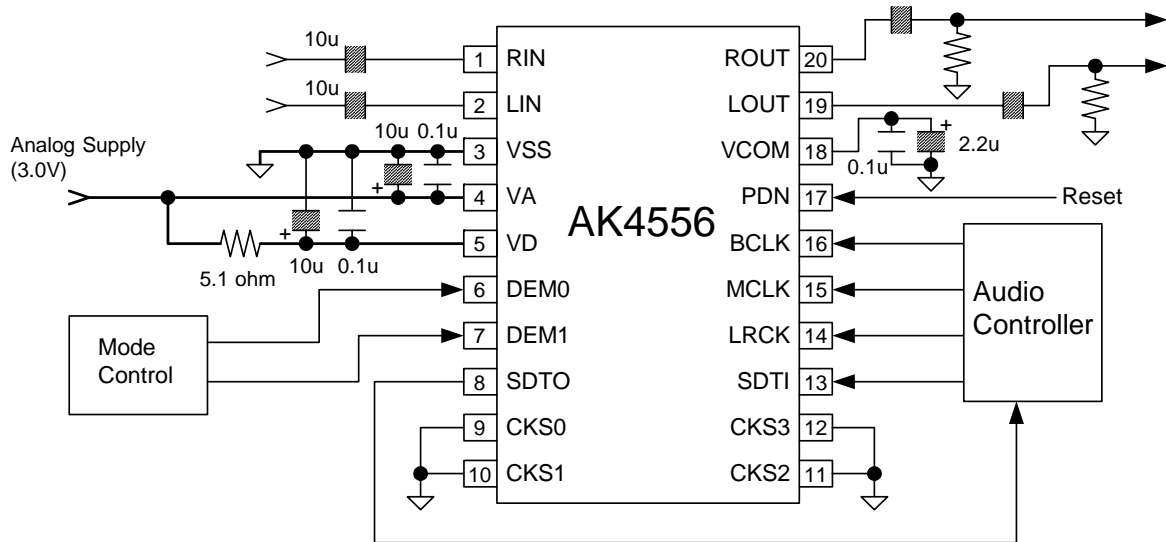 10u
1 RIN
10u
2 LIN
Analog Supply
(3.0V)
10u 0.1u
3 VSS
+
4 VA
+
10u 0.1u
5 VD
5.1 ohm
6 DEM0
7 DEM1
Mode
Control
8 SDTO
9 CKS0
10 CKS1
AK4556
ROUT 20
LOUT 19
VCOM 18
0.1u
+
2.2u
PDN 17
Reset
BCLK 16
MCLK 15
LRCK 14
SDTI 13
Audio
Controller
CKS3 12
CKS2 11